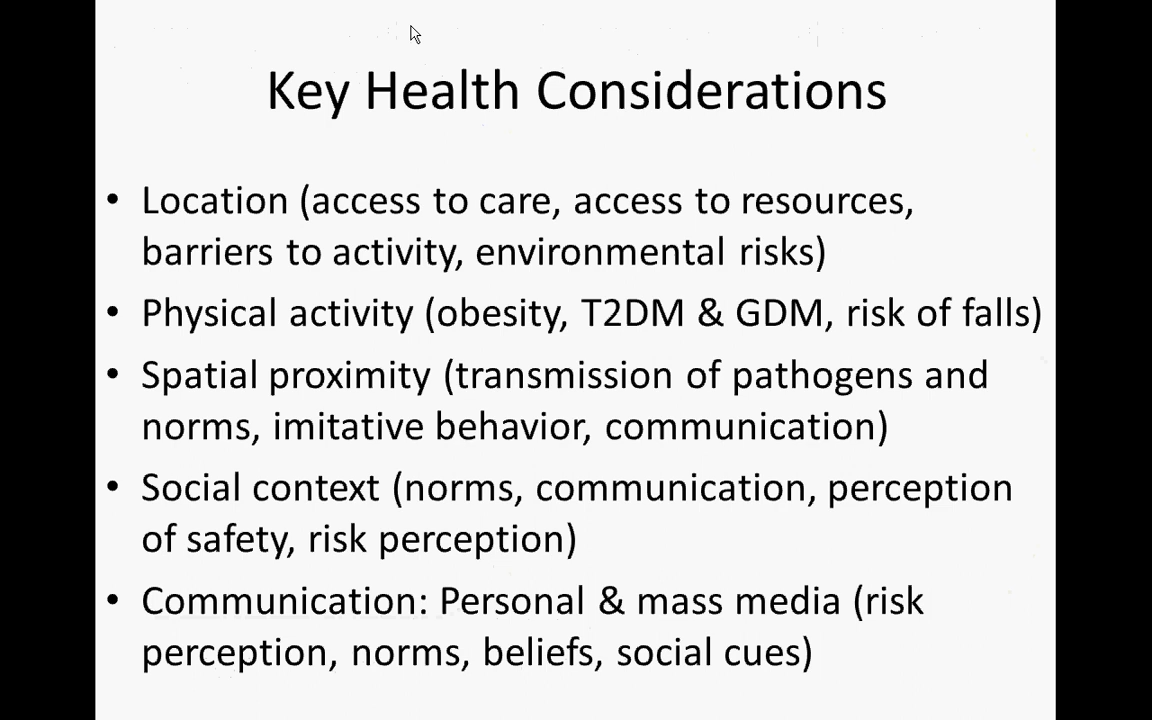 Key Health Considerations
• Location (access to care, access to resources,
barriers to activity, environmental risks)
• Physical activity (obesity, T2DM & GDM, risk of falls)
• Spatial proximity (transmission of pathogens and
norms, imitative behavior, communication)
• Social context (norms, communication, perception
of safety, risk perception)
• Communication: Personal & mass media (risk
perception, norms, beliefs, social cues)